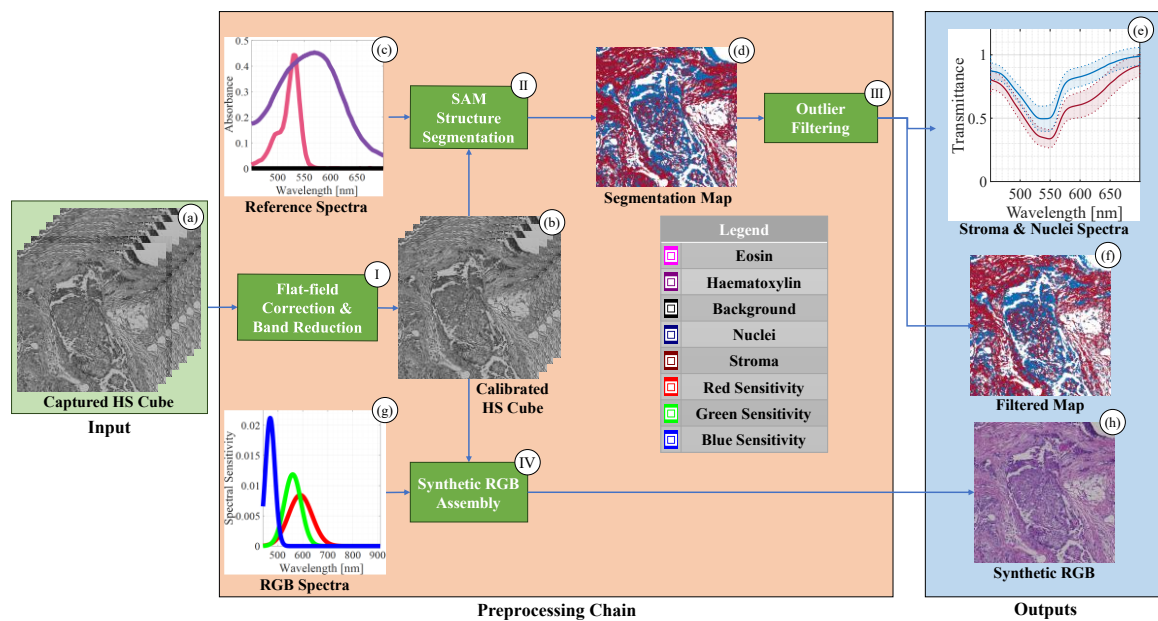 (a)
Captured HS Cube
Input
0.5
0.4
0.3
0.2
0.1
0
Absorbance
500 550 600 650
Wavelength [nm]
(c)
Reference Spectra
I
Flat-field
Correction &
Band Reduction
II
SAM
Structure
Segmentation
(b)
Calibrated
HS Cube
(g)
0.02
0.015
0.01
0.005
0
Spectral Sensitivity
500 600 700 800 900
Wavelength [nm]
RGB Spectra
IV
Synthetic RGB
Assembly
(d)
Segmentation Map
III
Outlier
Filtering
Legend
Eosin
Haematoxylin
Background
Nuclei
Stroma
Red Sensitivity
Green Sensitivity
Blue Sensitivity
Preprocessing Chain
(e)
1
0.5
0
Transmittance
500 550 600 650
Wavelength [nm]
Stroma & Nuclei Spectra
(f)
Filtered Map
(h)
Synthetic RGB
Outputs